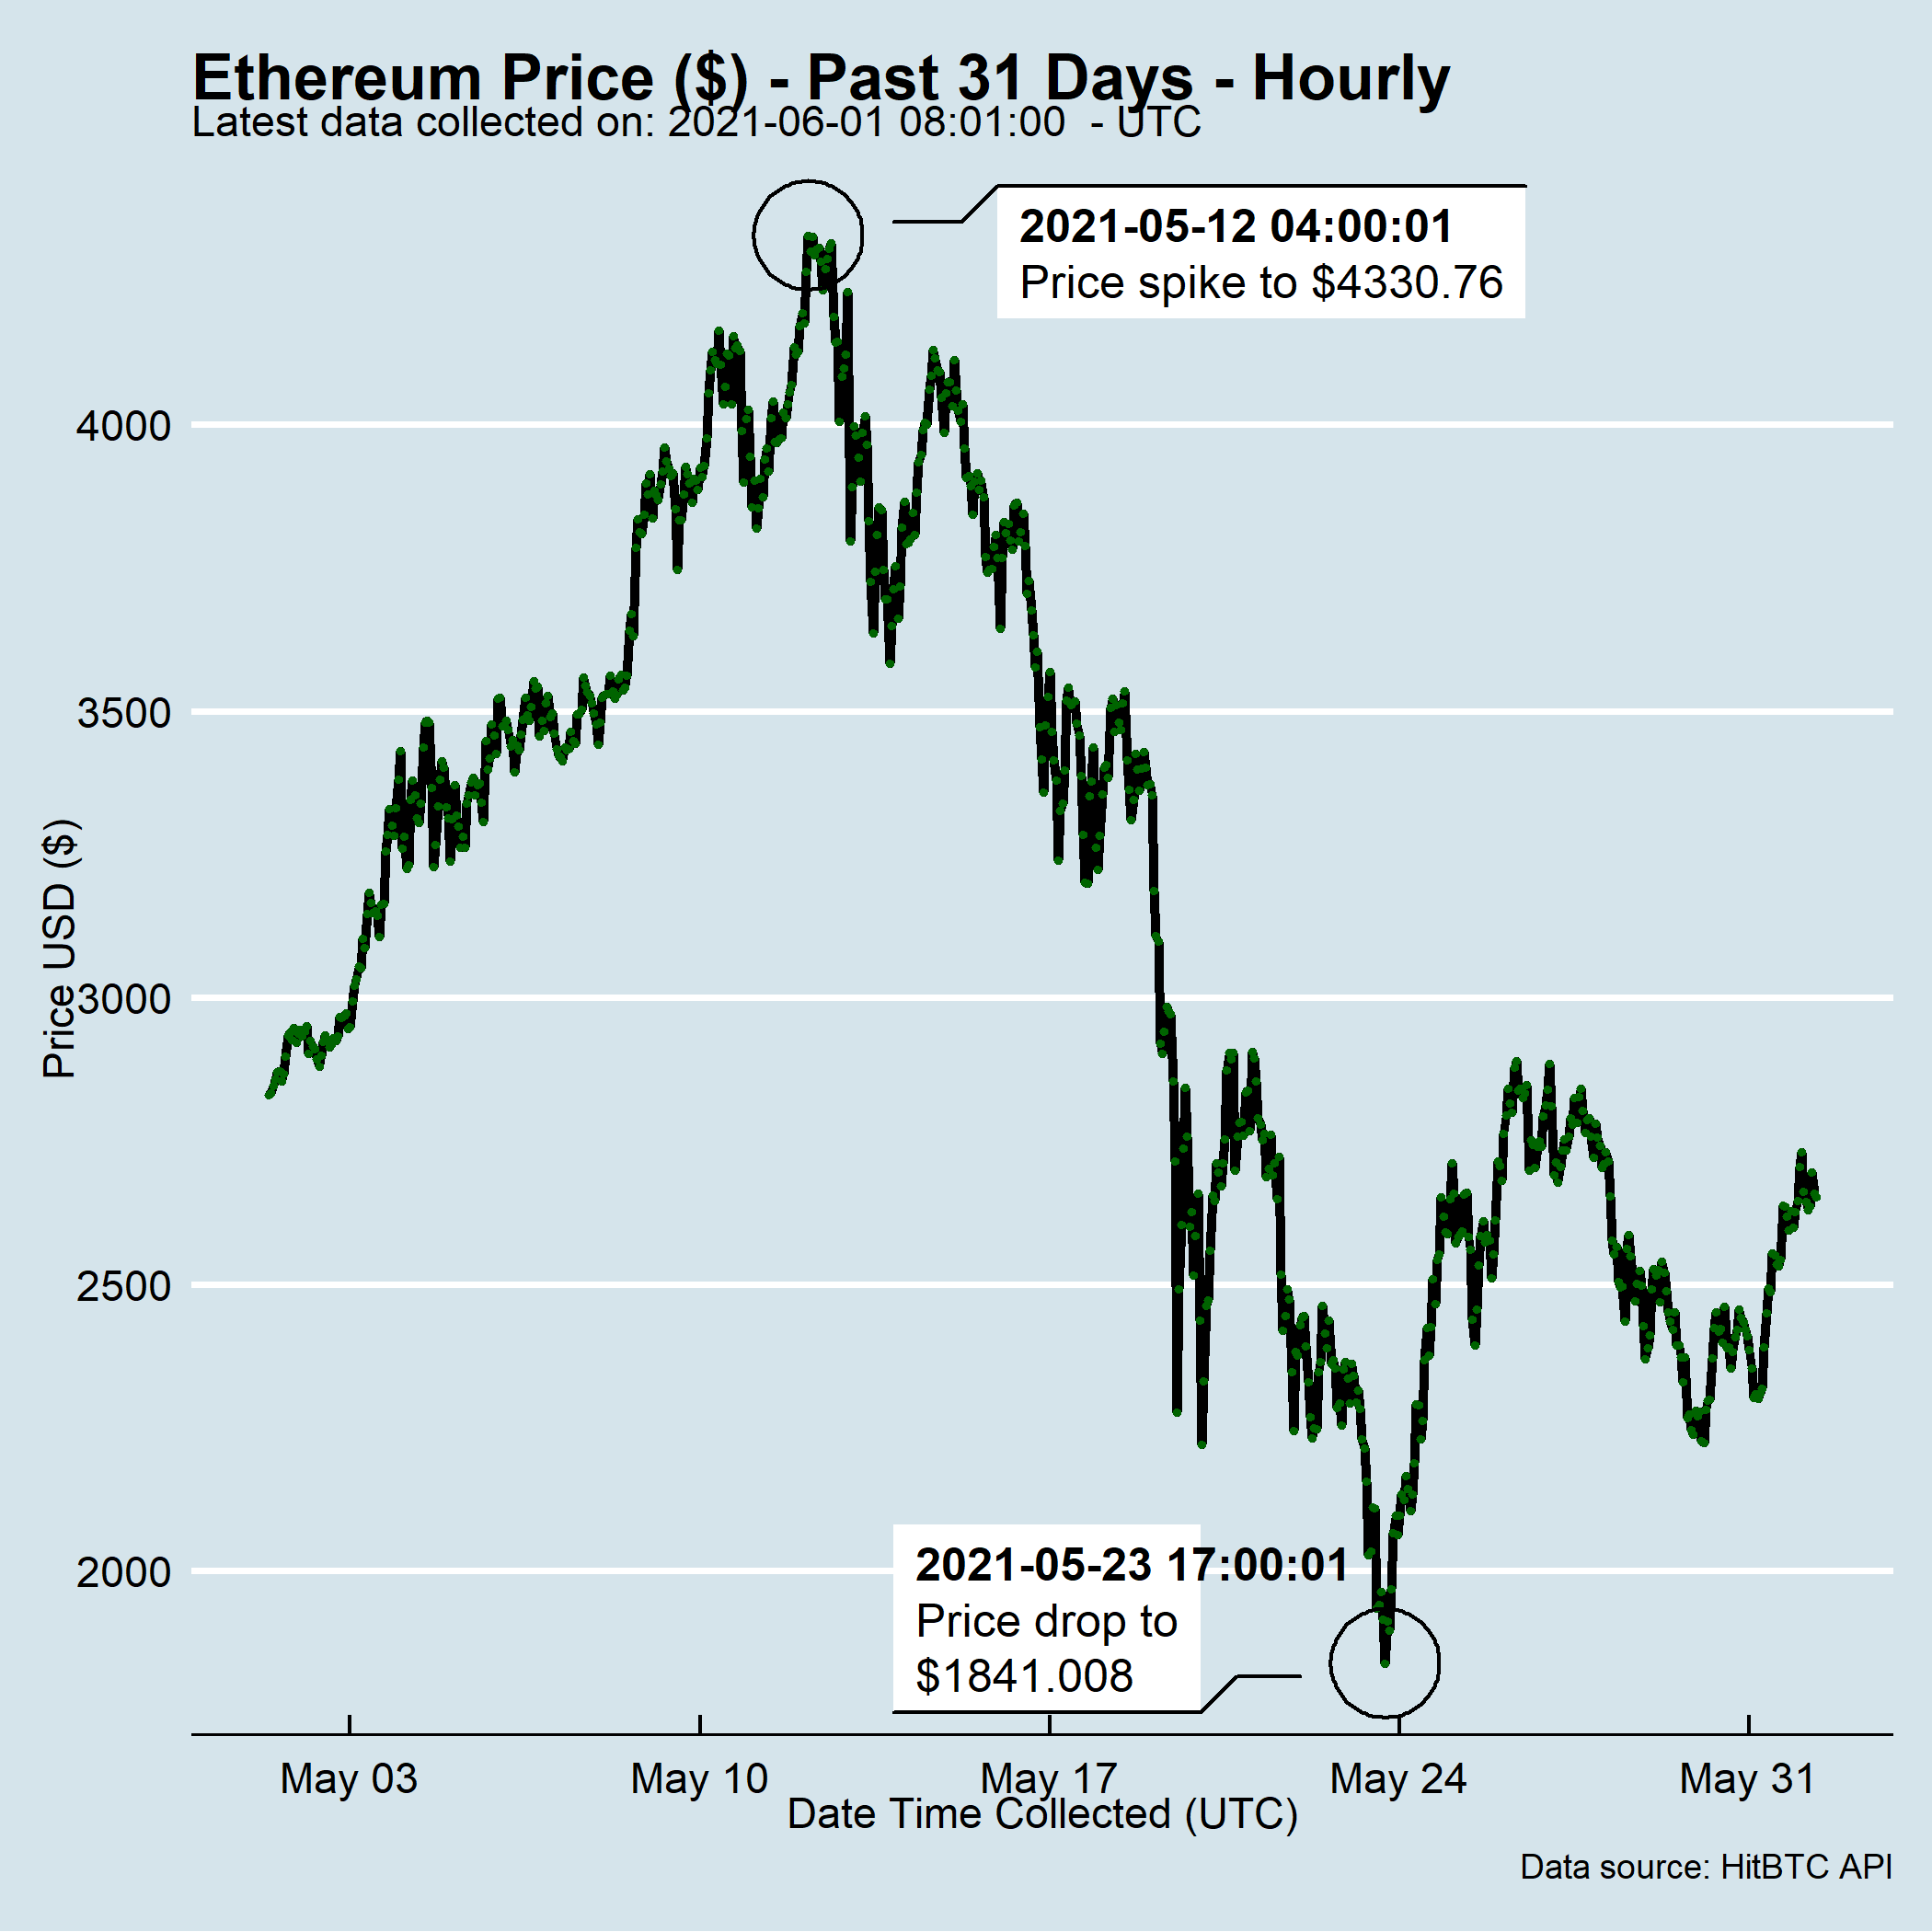 Ethereum Price ($) - Past 31 Days - Hourly
Latest data collected on: 2021-06-01 08:01:00  - UTC
2021-05-12 04:00:01
Price spike to $4330.76
4000
3500
3000
2500
2000
Price USD ($)
2021-05-23 17:00:01
Price drop to
$1841.008
May 03
May 10
May 17
May 24
May 31
Date Time Collected (UTC)
Data source: HitBTC API